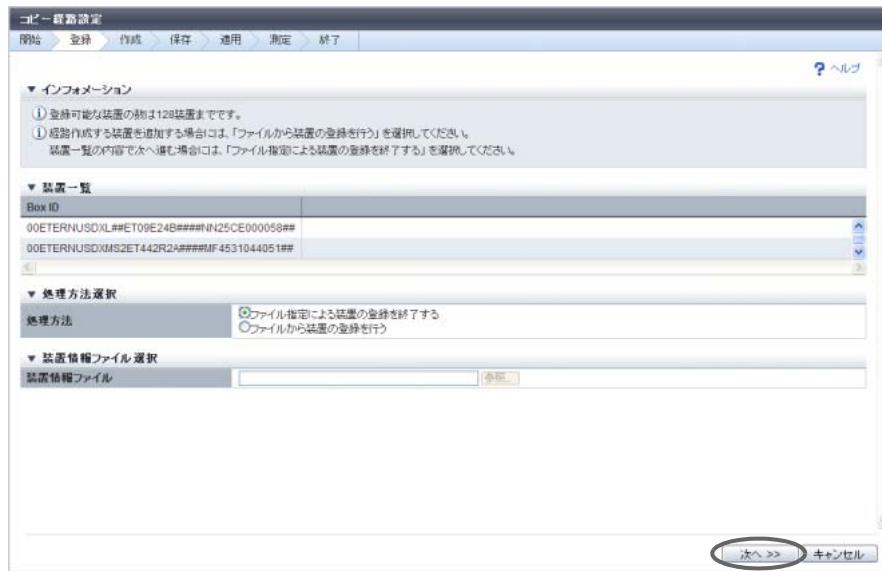 コピー経路設定
開始 登録 作成 保存 適用 測定 終了
? ヘルプ
▼ インフォメーション
登録可能な装置の数は128装置までです。
経路作成する装置を追加する場合には、「ファイルから装置の登録を行う」を選択してください。
装置一覧の内容で次へ進む場合には、「ファイル指定による装置の登録を終了する」を選択してください。
▼ 装置一覧
Box ID
00ETERNUSDXL##ET09E24B####NN25CE000058##
00ETERNUSDXMS2ET442R2A####MF4531044051##
▼ 処理方法選択
処理方法
ファイル指定による装置の登録を終了する
ファイルから装置の登録を行う
▼ 装置情報ファイル選択
装置情報ファイル
参照...
次へ >> キャンセル